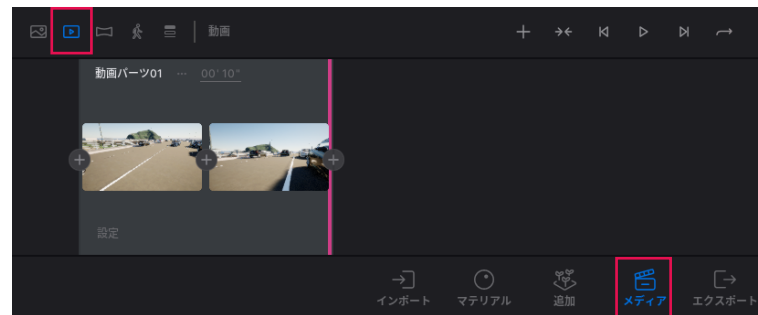 動画
動画パーツ01 ... 00'10"
設定
インポート マテリアル 追加 メディア エクスポート